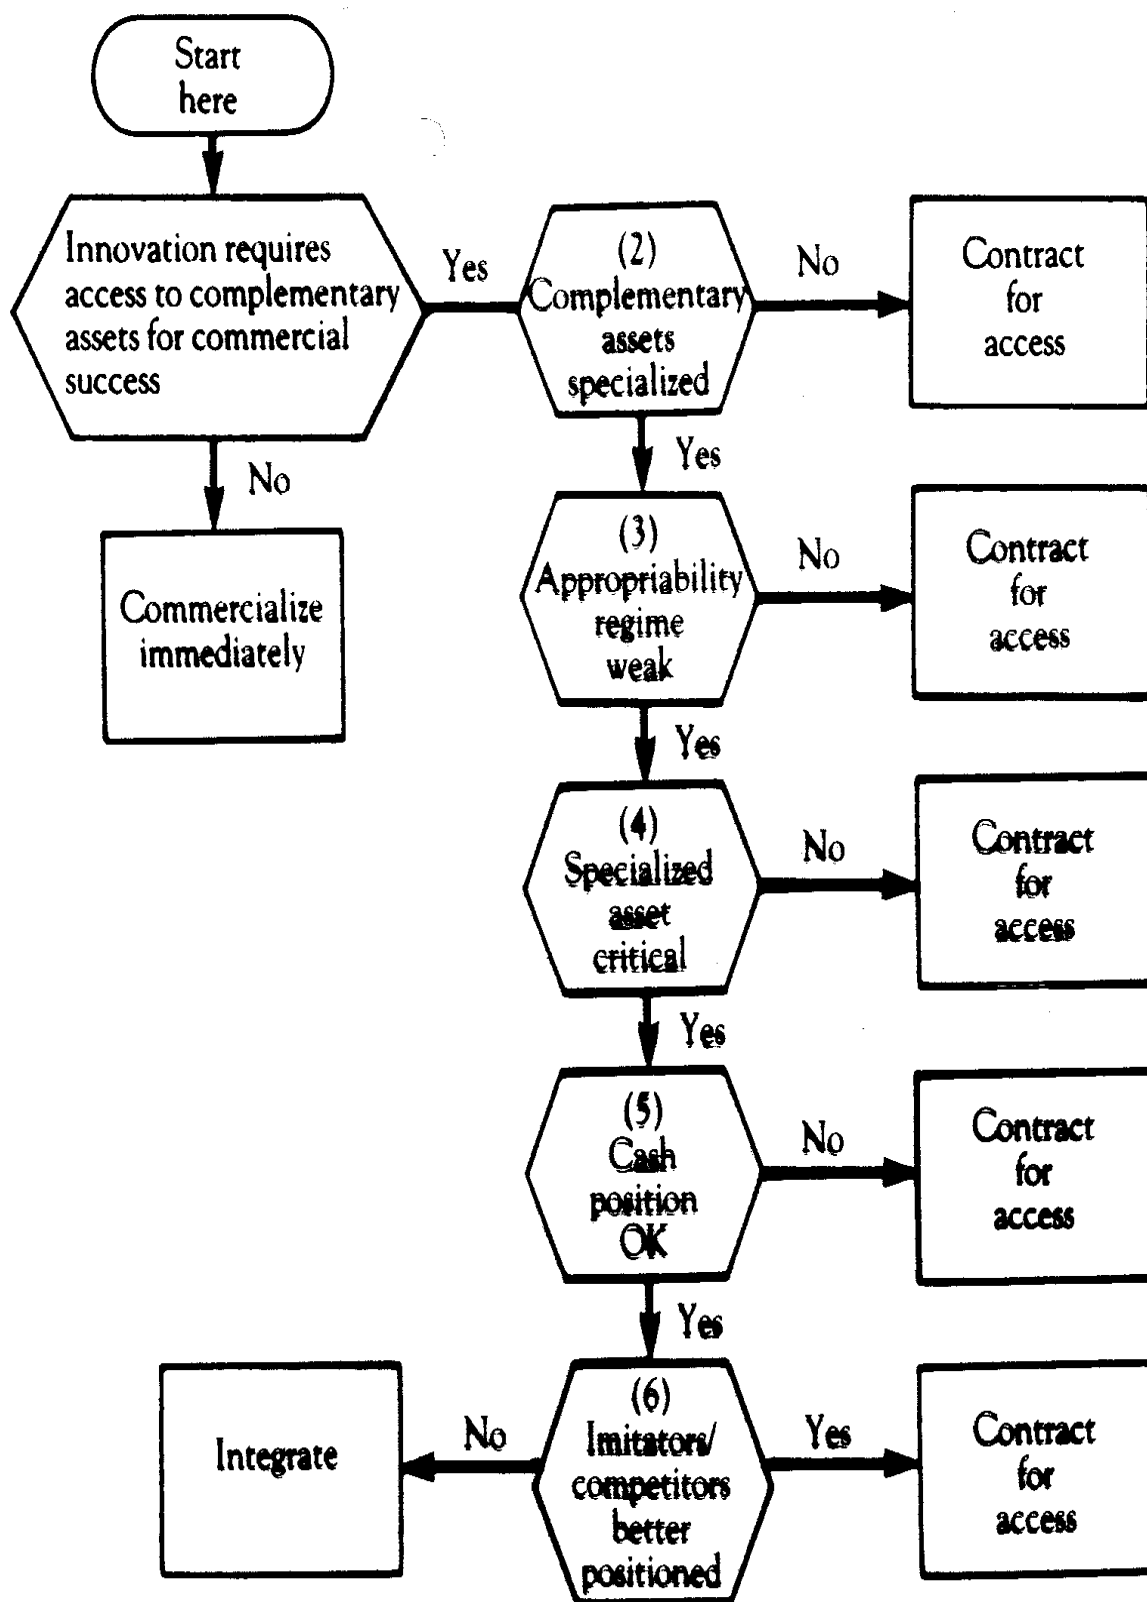 Start
here
Innovation requires
access to complementary
assets for commercial
success
Yes
(2)
Complementary
assets
specialized
No
Contract
for
access
No
Yes
Commercialize
immediately
(3)
Appropriability
regime
weak
No
Contract
for
access
Yes
(4)
Specialized
asset
critical
No
Contract
for
access
Yes
(5)
Cash
position
OK
No
Contract
for
access
Yes
Integrate
No
(6)
Imitators/
competitors
better
positioned
Yes
Contract
for
access